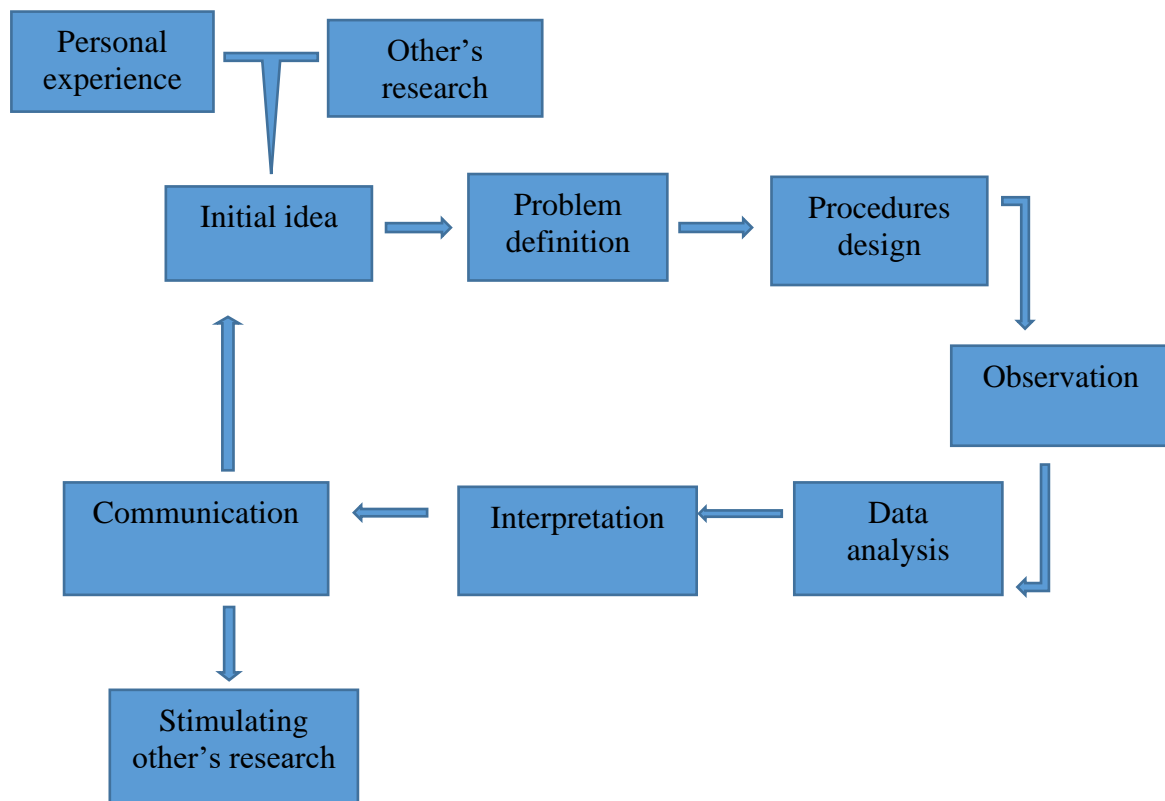 Personal
experience
Other’s
research
Initial idea
Problem
definition
Procedures
design
Observation
Data
analysis
Interpretation
Communication
Stimulating
other’s research